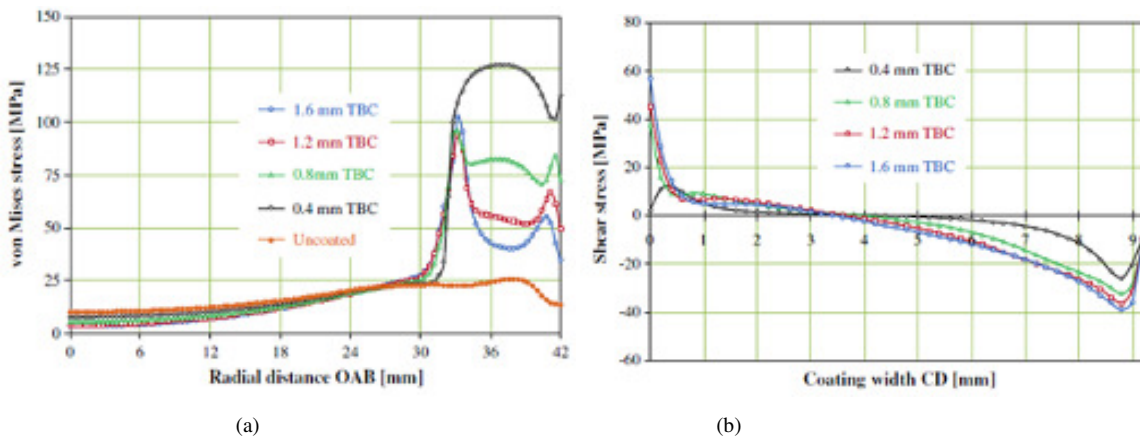 150
125
100
75
50
25
0
0 6 12 18 24 30 36 42
von Mises stress [MPa]
1.6 mm TBC
1.2 mm TBC
0.8mm TBC
0.4 mm TBC
Uncoated
Radial distance OAB [mm]
(a)
80
60
40
20
0
-20
-40
-60
0 1 2 3 4 5 6 7 8 9
Shear stress [MPa]
0.4 mm TBC
0.8 mm TBC
1.2 mm TBC
1.6 mm TBC
Coating width CD [mm]
(b)